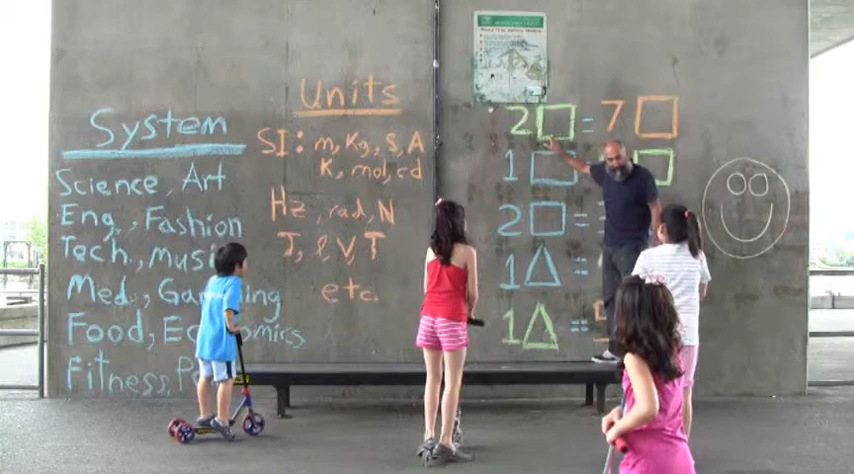 System
Science, Art
Eng., Fashion
Tech., Musi
Med., Ga ing
Food, Ec omics
Fitness, P
Units
SI: m, Kg, s, A
K, mol, cd
Hz, rad, N
J, l, V, T
etc.
2□ = 7□
1□ □
2□ =
1△ =
1△ =